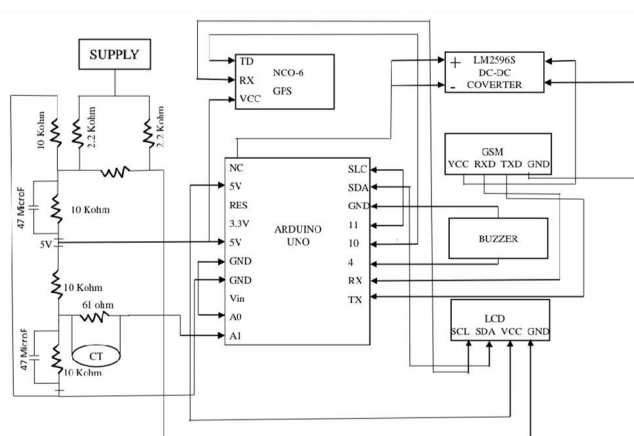 SUPPLY
10 Kohm
2.2 Kohm
2.2 Kohm
47 MicroF
10 Kohm
5V
10 Kohm
61 ohm
47 MicroF
CT
10 Kohm
TD
RX
VCC
NCO-6
GPS
NC
5V
RES
3.3V
5V
GND
GND
Vin
A0
A1
ARDUINO
UNO
SLC
SDA
GND
11
10
4
RX
TX
+
-
LM2596S
DC-DC
COVERTER
GSM
VCC RXD TXD GND
BUZZER
LCD
SCL SDA VCC GND